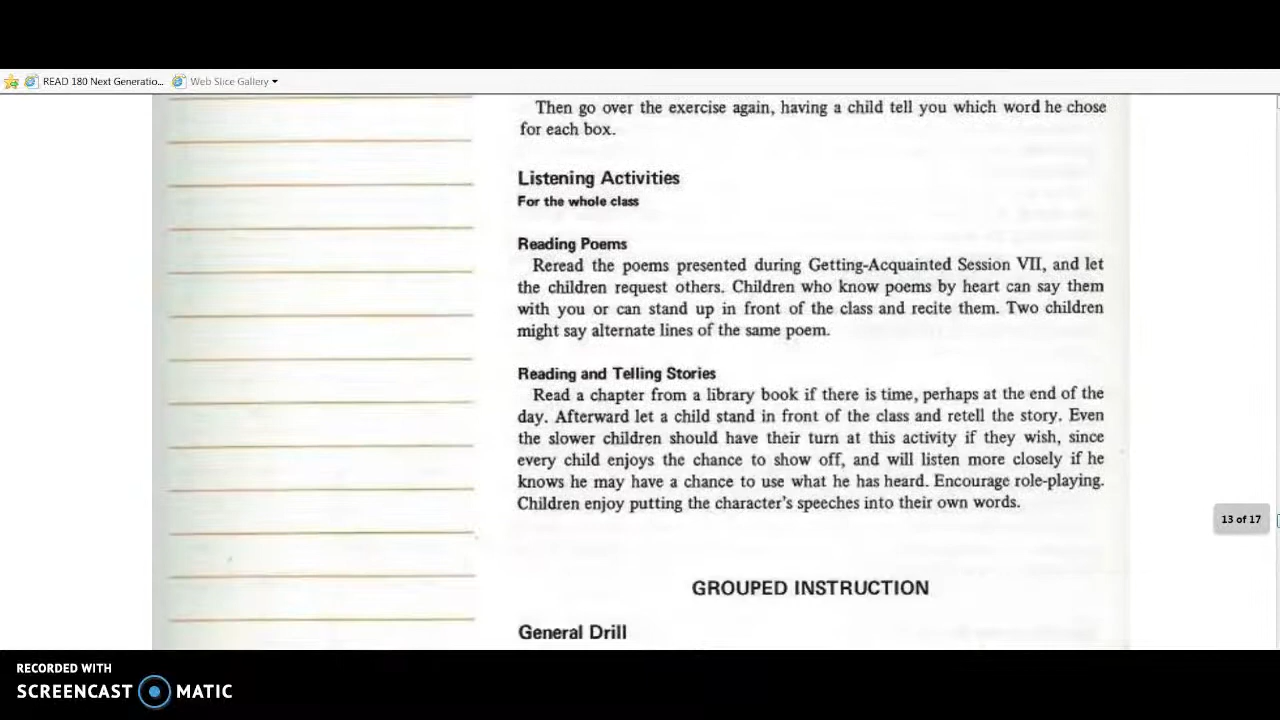 READ 180 Next Generatio... Web Slice Gallery
Then go over the exercise again, having a child tell you which word he chose
for each box.
Listening Activities
For the whole class
Reading Poems
Reread the poems presented during Getting-Acquainted Session VII, and let
the children request others. Children who know poems by heart can say them
with you or can stand up in front of the class and recite them. Two children
might say alternate lines of the same poem.
Reading and Telling Stories
Read a chapter from a library book if there is time, perhaps at the end of the
day. Afterward let a child stand in front of the class and retell the story. Even
the slower children should have their turn at this activity if they wish, since
every child enjoys the chance to show off, and will listen more closely if he
knows he may have a chance to use what he has heard. Encourage role-playing.
Children enjoy putting the character's speeches into their own words.
13 of 17
GROUPED INSTRUCTION
General Drill
RECORDED WITH
SCREENCAST MATIC